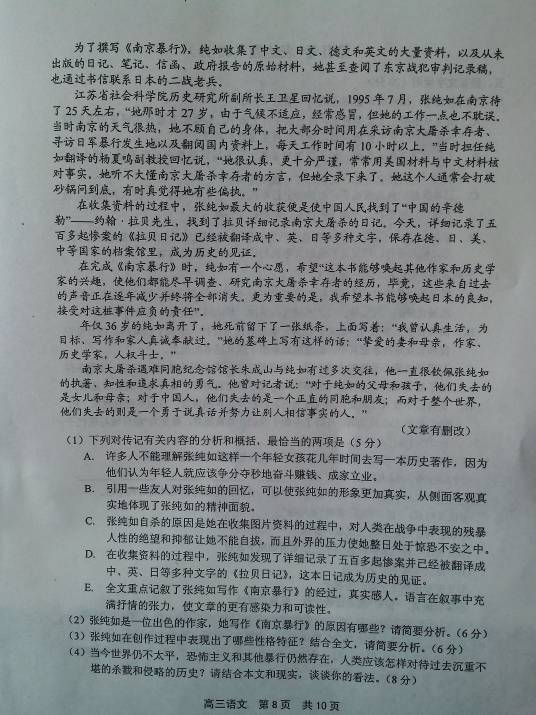 为了撰写《南京暴行》，纯如收集了中文、日文、德文和英文的大量资料，以及从未
出版的日记、笔记、信函、政府报告的原始材料，她甚至查阅了东京战犯审判记录稿，
也通过书信联系日本的二战老兵。
江苏省社会科学院历史研究所副所长王卫星回忆说，1995 年 7 月，张纯如在南京待
了 25 天左右，“她那时才 27 岁，由于气候不适应，经常感冒，但她的工作一点也不耽误。
当时南京的天气很热，她不顾自己的身体，把大部分时间用在采访南京大屠杀幸存者、
寻访日军暴行发生地以及翻阅国内资料上，每天工作时间有 10 小时以上。”当时担任纯
如翻译的杨夏鸣副教授回忆说，“她很认真，更十分严谨，常常用美国材料与中文材料核
对事实。她听不大懂南京大屠杀幸存者的方言，但她全录下来了。她这个人通常会打破
砂锅问到底，有时真觉得她有些偏执。”
在收集资料的过程中，张纯如最大的收获便是使中国人民找到了“中国的辛德
勒”——约翰·拉贝先生，找到了拉贝详细记录南京大屠杀的日记。今天，详细记录了五
百多起惨案的《拉贝日记》已经被翻译成中、英、日等多种文字，保存在德、日、美、
中等国家的档案馆里，成为历史的见证。
在完成《南京暴行》时，纯如有一个心愿，希望“这本书能够唤起其他作家和历史学
家的兴趣，使他们都能尽早调查、研究南京大屠杀幸存者的经历，毕竟，这些来自过去
的声音正在逐年减少并终将全部消失。更为重要的是，我希望本书能够唤起日本的良知，
接受对这桩事件应负的责任”。
年仅 36 岁的纯如离开了，她死前留下了一张纸条，上面写着：“我曾认真生活，为
目标、写作和家人真诚奉献过。”她的墓碑上写有这样的话：“挚爱的妻和母亲，作家、
历史学家，人权斗士。”
南京大屠杀遇难同胞纪念馆馆长朱成山与纯如有过多次交往，他一直很钦佩张纯如
的执著、知性和追求真相的勇气。他曾对记者说：“对于纯如的父母和孩子，他们失去的
是女儿和母亲；对于中国人，他们失去的是一个正直的同胞和朋友；而对于整个世界，
他们失去的则是一个勇于说真话并努力让别人相信事实的人。”
（文章有删改）
（1）下列对传记有关内容的分析和概括，最恰当的两项是（5 分）
A. 许多人不能理解张纯如这样一个年轻女孩花几年时间去写一本历史著作，因为
他们认为年轻人就应该争分夺秒地奋斗赚钱、成家立业。
B. 引用一些友人对张纯如的回忆，可以使张纯如的形象更加真实，从侧面客观真
实地体现了张纯如的精神面貌。
C. 张纯如自杀的原因是她在收集图片资料的过程中，对人类在战争中表现的残暴
人性的绝望和抑郁让她不能自拔，而且外界的压力使她整日处于惊恐不安之中。
D. 在收集资料的过程中，张纯如发现了详细记录了五百多起惨案并已经被翻译成
中、英、日等多种文字的《拉贝日记》，这本日记成为历史的见证。
E. 全文重点记叙了张纯如写作《南京暴行》的经过，真实感人。语言在叙事中充
满抒情的张力，使文章的更有感染力和可读性。
（2）张纯如是一位出色的作家，她写作《南京暴行》的原因有哪些？请简要分析。（6 分）
（3）张纯如在创作过程中表现出了哪些性格特征？结合全文，请简要分析。（6 分）
（4）当今世界仍不太平，恐怖主义和其他暴行仍然存在，人类应该怎样对待过去沉重不
堪的杀戮和侵略的历史？请结合本文和现实，谈谈你的看法。（8 分）
高三语文 第 8 页 共 10 页